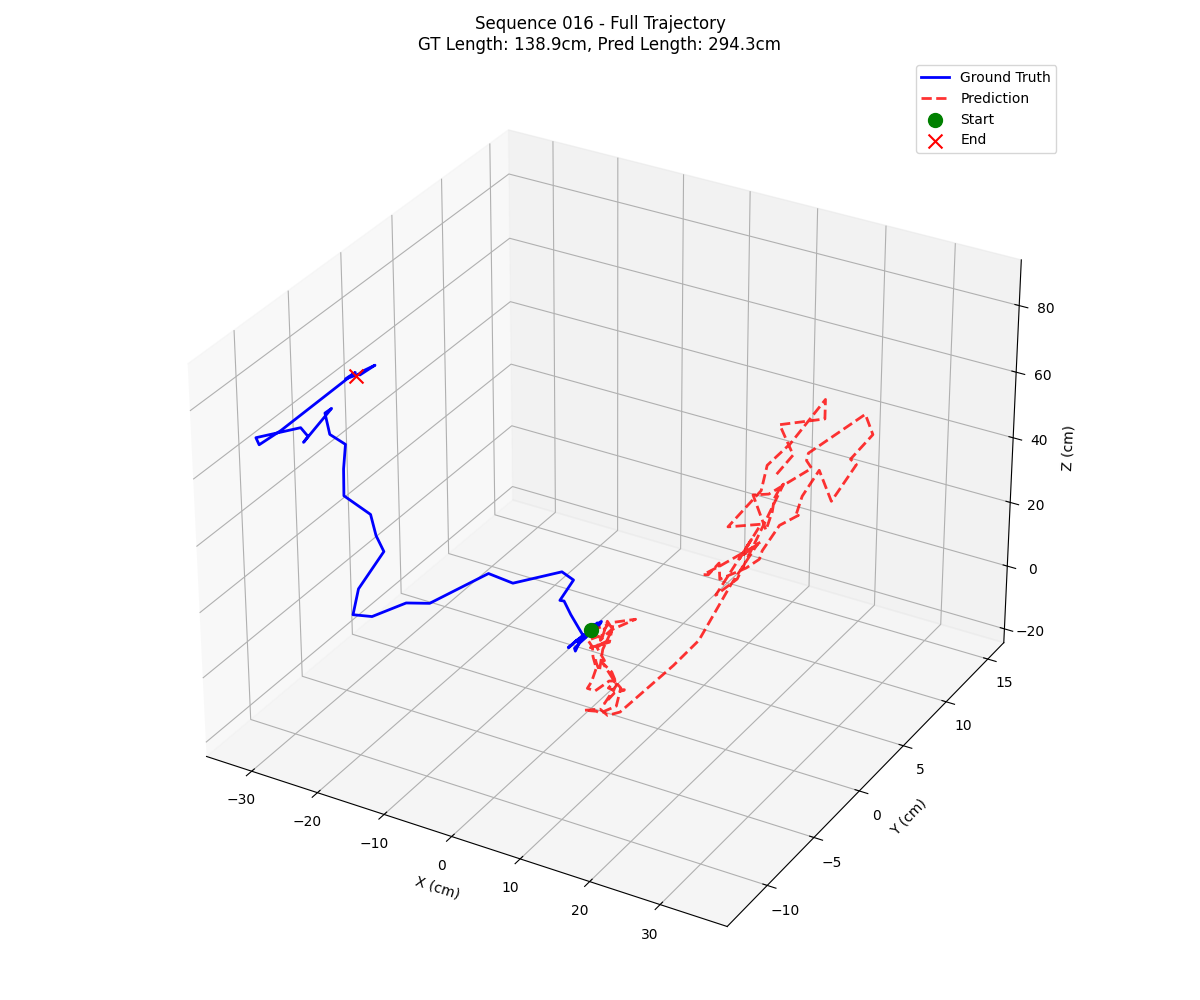 Sequence 016 - Full Trajectory
GT Length: 138.9cm, Pred Length: 294.3cm
Ground Truth
Prediction
Start
End
80
60
40
20
0
−20
Z (cm)
15
10
5
0
−5
−10
Y (cm)
−30
−20
−10
0
10
20
30
X (cm)